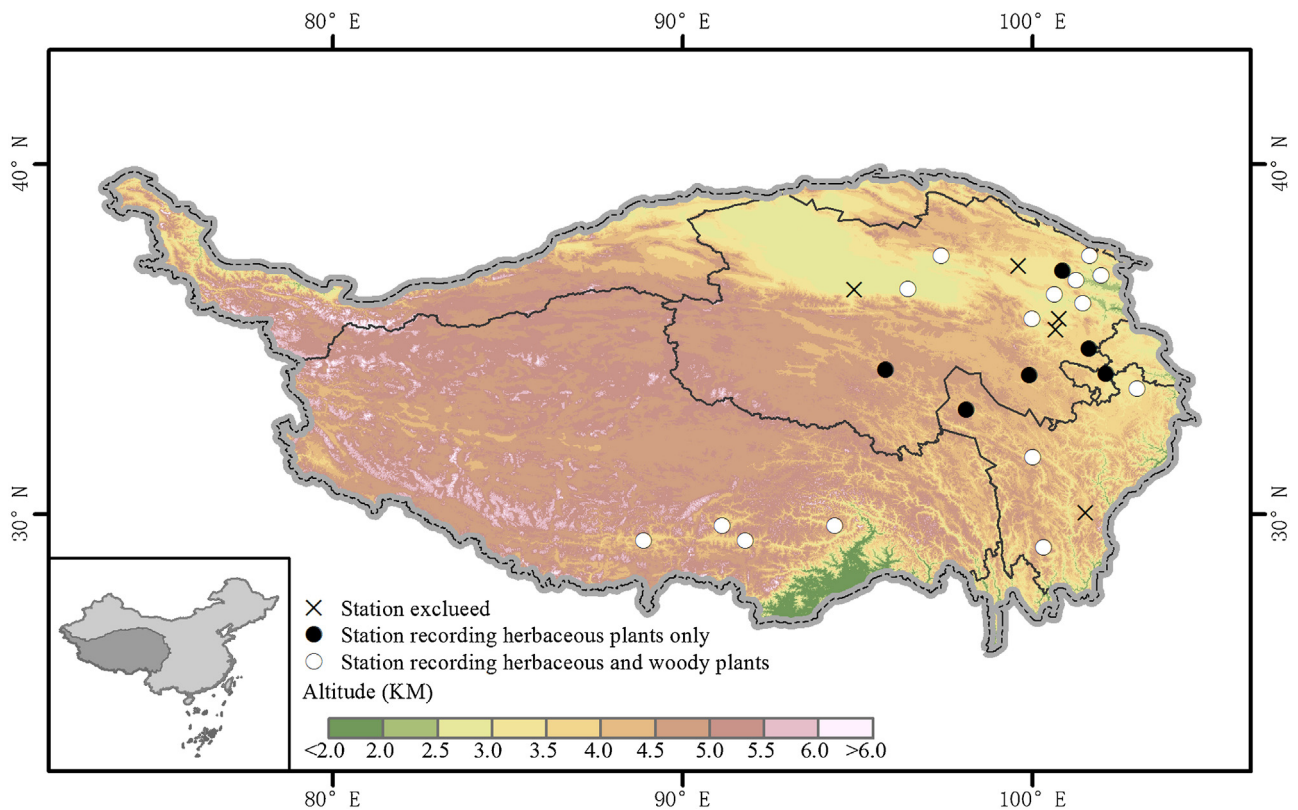 80° E 90° E 100° E
40° N 40° N
30° N 30° N
× Station exclueed
Station recording herbaceous plants only
Station recording herbaceous and woody plants
Altitude (KM)
<2.0 2.0 2.5 3.0 3.5 4.0 4.5 5.0 5.5 6.0 >6.0
80° E 90° E 100° E